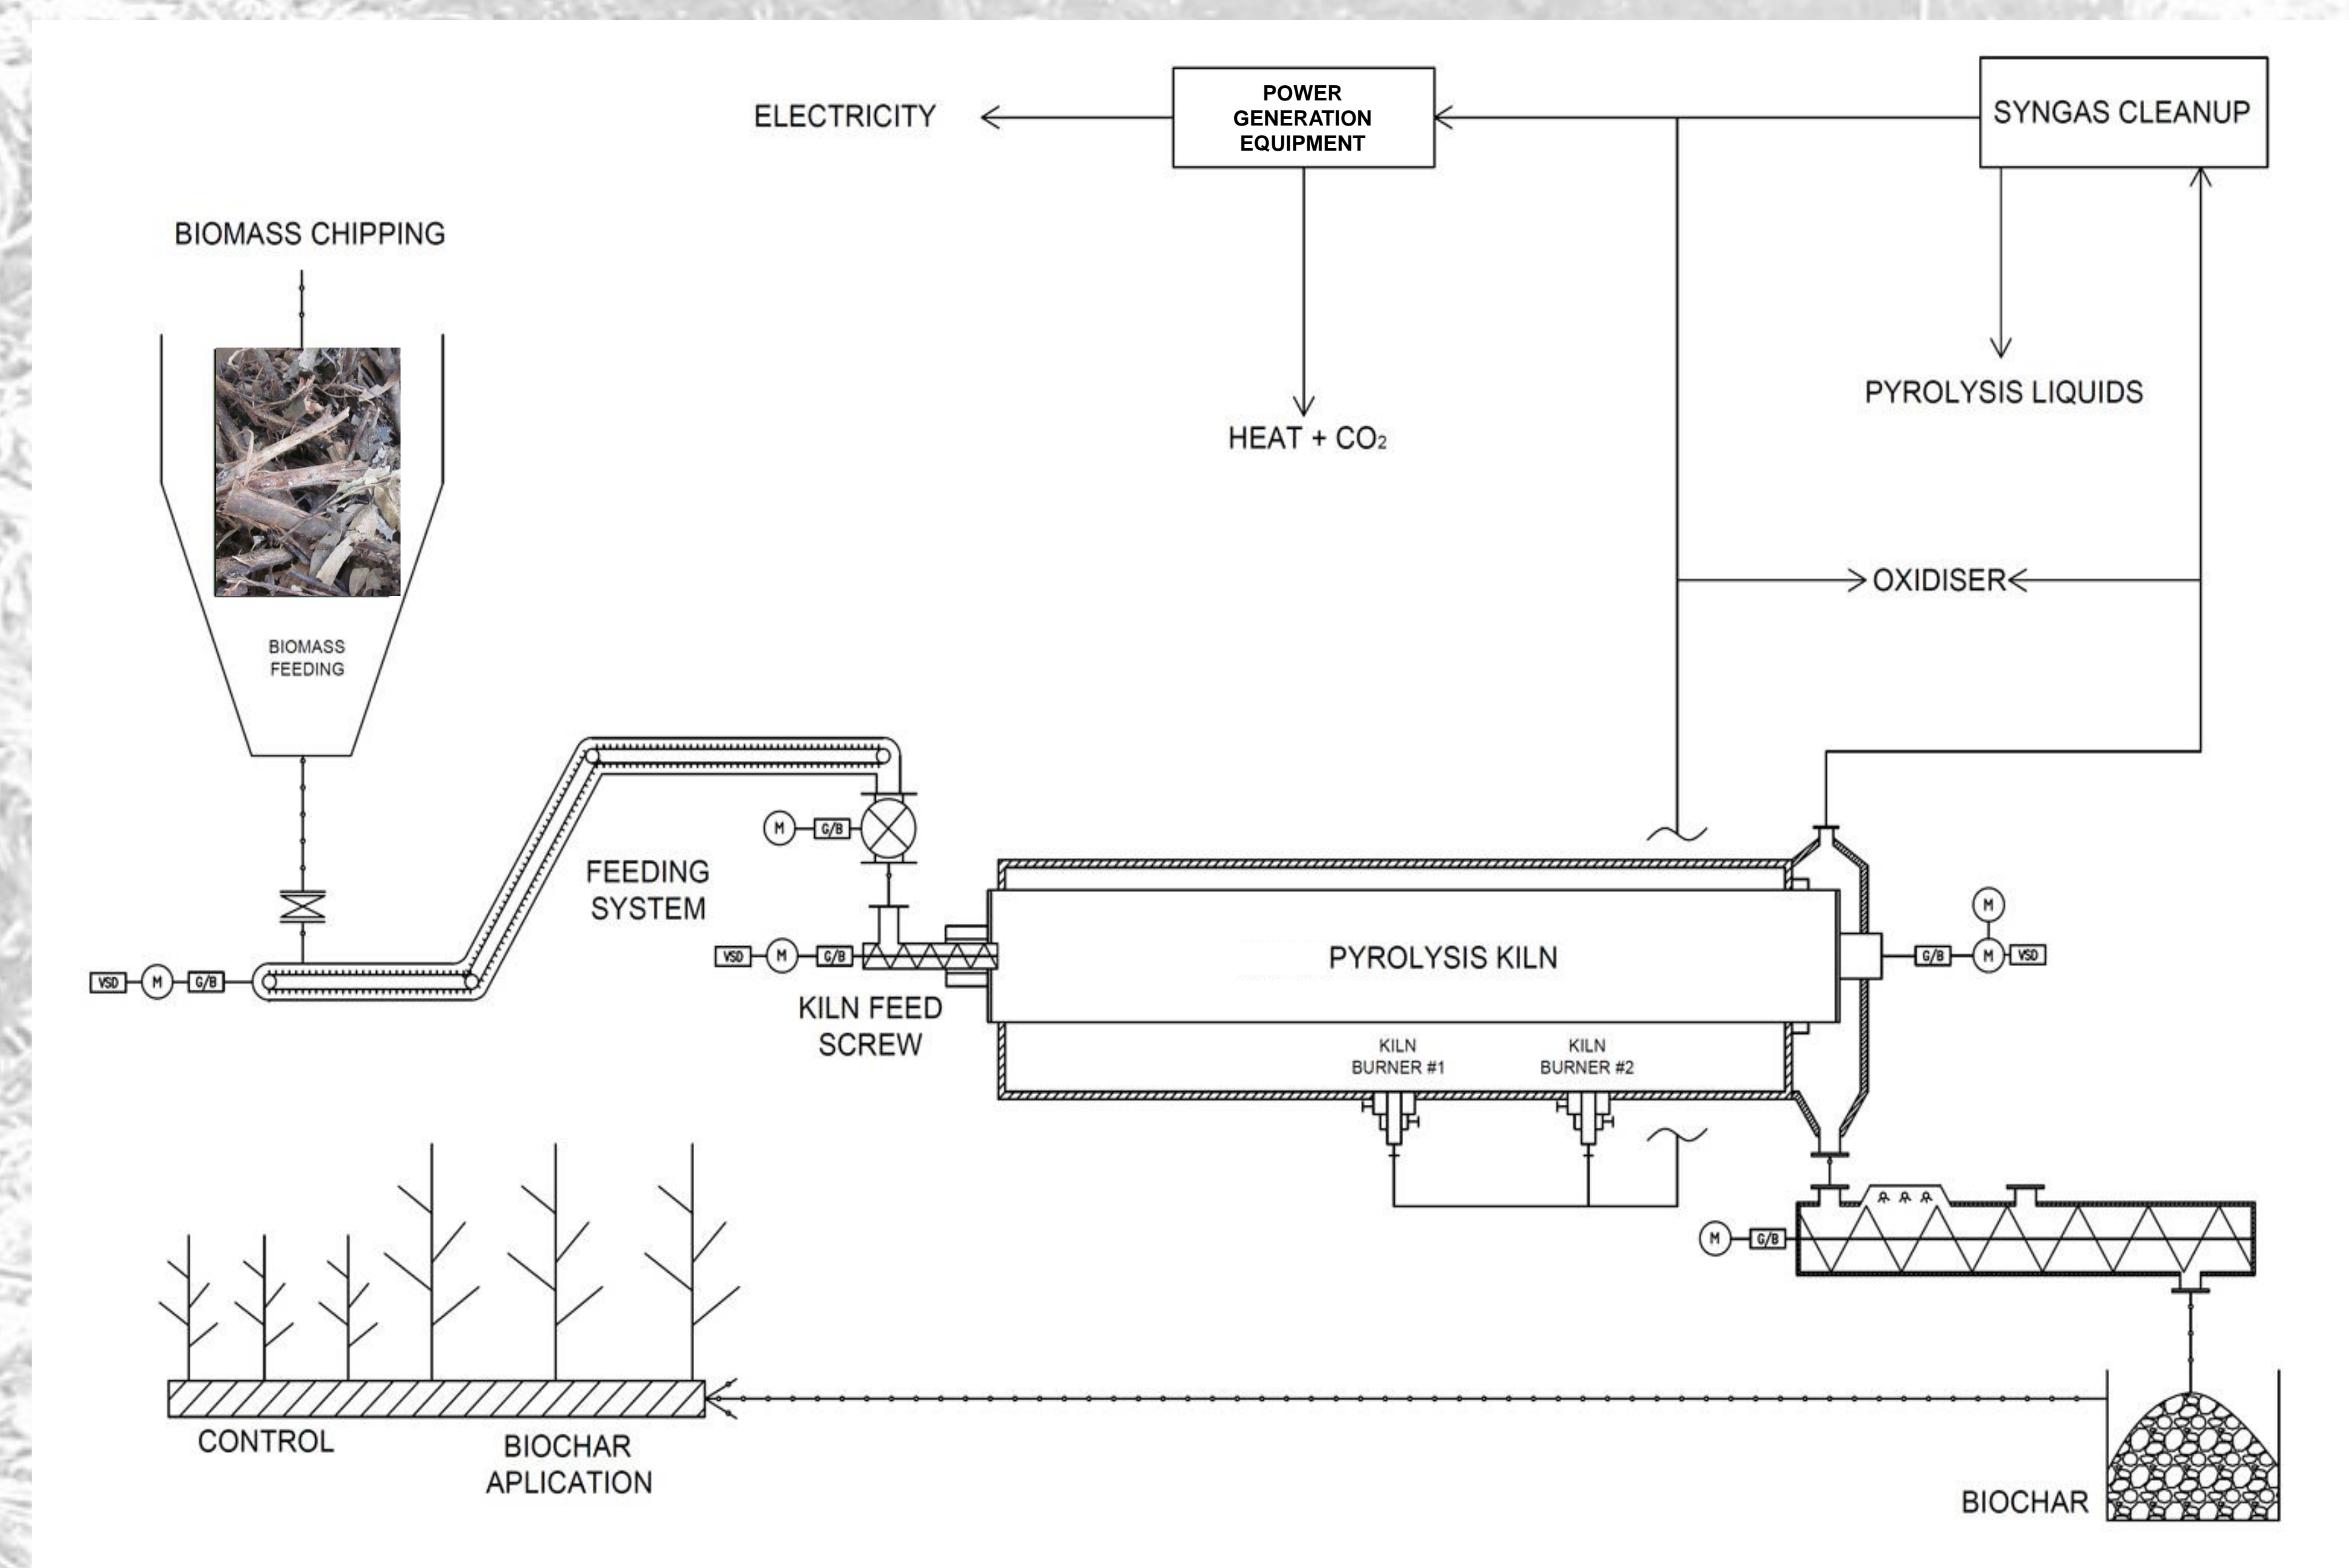 POWER
GENERATION
EQUIPMENT
ELECTRICITY
SYNGAS CLEANUP
BIOMASS CHIPPING
PYROLYSIS LIQUIDS
HEAT + CO₂
OXIDISER
BIOMASS
FEEDING
M
G/B
FEEDING
SYSTEM
M
VSD
M
G/B
PYROLYSIS KILN
G/B
M
VSD
VSD
M
G/B
KILN FEED
SCREW
KILN
BURNER #1
KILN
BURNER #2
M
G/B
CONTROL
BIOCHAR
APLICATION
BIOCHAR